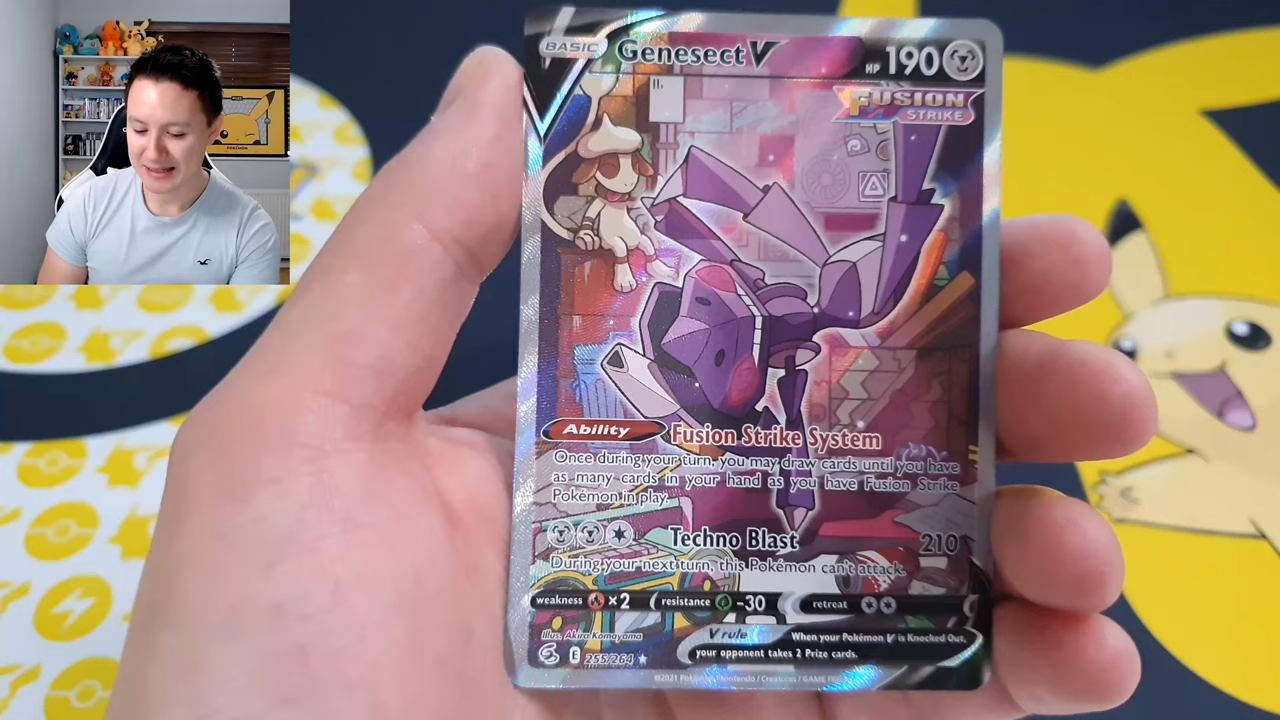 BASIC Genesect V HP 190
FUSION
STRIKE
Ability Fusion Strike System
Once during your turn, you may draw cards until you have
as many cards in your hand as you have Fusion Strike
Pokémon in play.
Techno Blast 210
During your next turn, this Pokémon can't attack.
weakness ×2 resistance -30 retreat
Illus. Akira Komayama
V rule When your Pokémon V is Knocked Out,
your opponent takes 2 Prize cards.
E 255/264
©2021 Pokémon / Nintendo / Creatures / GAME FREAK
POKÉMON